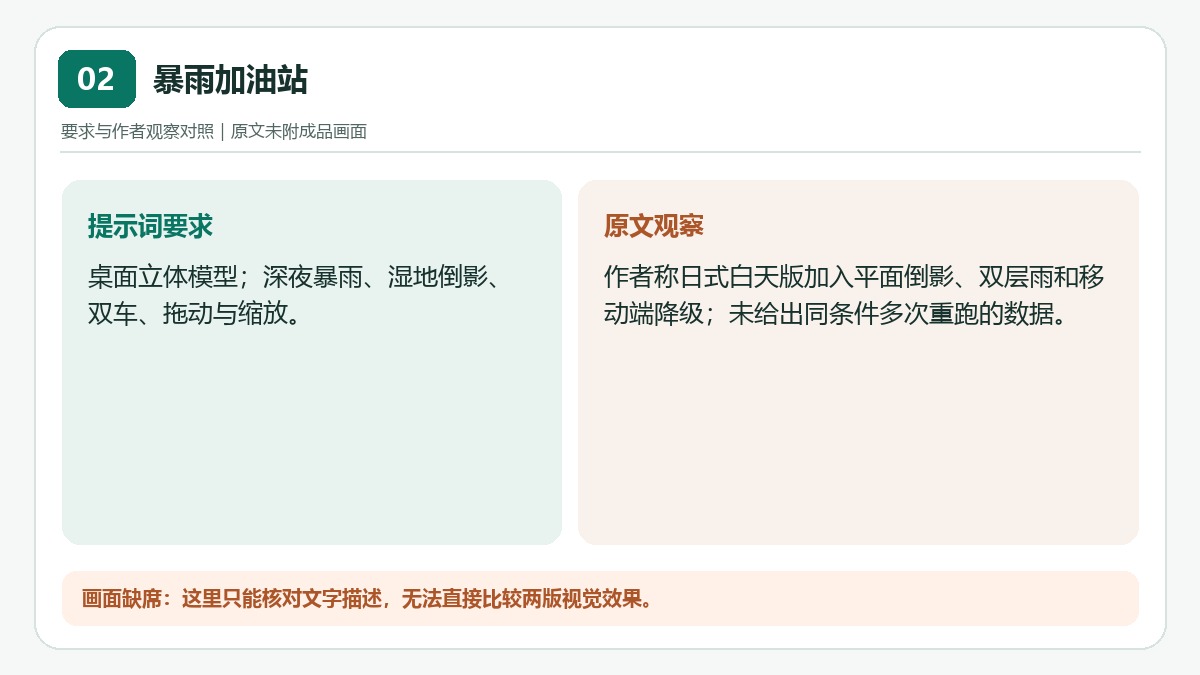 02 暴雨加油站
要求与作者观察对照 | 原文未附成品画面
提示词要求
桌面立体模型；深夜暴雨、湿地倒影、
双车、拖动与缩放。
原文观察
作者称日式白天版加入平面倒影、双层雨和移
动端降级；未给出同条件多次重跑的数据。
画面缺席：这里只能核对文字描述，无法直接比较两版视觉效果。